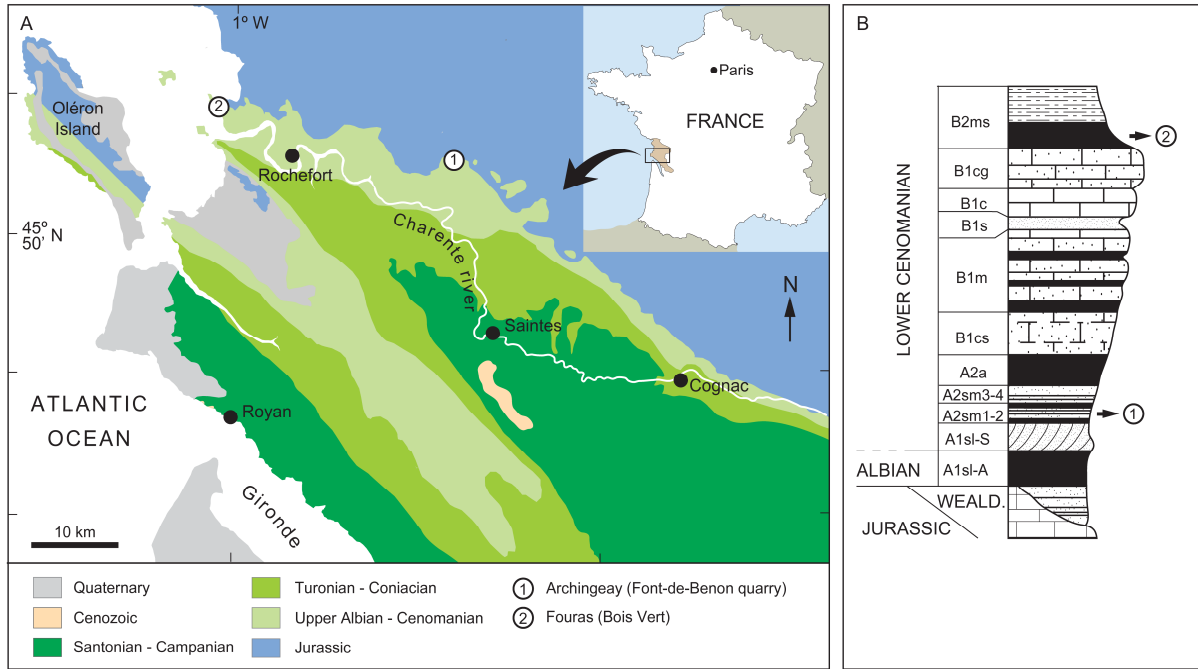 A
1º W
Paris
FRANCE
2
Oléron
Island
1
Rochefort
45º
50' N
Charente river
N
Saintes
Cognac
Royan
ATLANTIC
OCEAN
Gironde
10 km
Quaternary
Cenozoic
Santonian - Campanian
Turonian - Coniacian
Upper Albian - Cenomanian
Jurassic
1 Archingeay (Font-de-Benon quarry)
2 Fouras (Bois Vert)
B
LOWER CENOMANIAN
B2ms
2
B1cg
B1c
B1s
B1m
B1cs
A2a
A2sm3-4
A2sm1-2
1
A1sl-S
ALBIAN
A1sl-A
WEALD.
JURASSIC